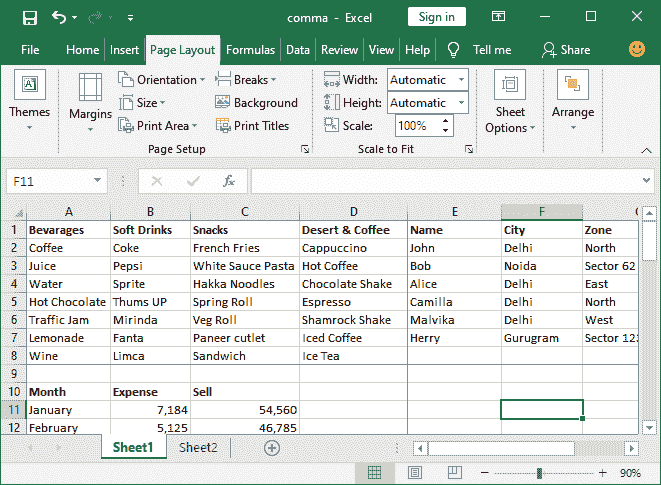 comma - Excel Sign in
File Home Insert Page Layout Formulas Data Review View Help Tell me Share
Themes Margins Orientation Size Print Area Breaks Background Print Titles
Width: Automatic
Height: Automatic
Scale: 100%
Sheet Options Arrange
Page Setup Scale to Fit
F11 fx
A B C D E F
1 Bevarages Soft Drinks Snacks Desert & Coffee Name City Zone
2 Coffee Coke French Fries Cappuccino John Delhi North
3 Juice Pepsi White Sauce Pasta Hot Coffee Bob Noida Sector 62
4 Water Sprite Hakka Noodles Chocolate Shake Alice Delhi East
5 Hot Chocolate Thums UP Spring Roll Espresso Camilla Delhi North
6 Traffic Jam Mirinda Veg Roll Shamrock Shake Malvika Delhi West
7 Lemonade Fanta Paneer cutlet Iced Coffee Herry Gurugram Sector
8 Wine Limca Sandwich Ice Tea
9
10 Month Expense Sell
11 January 7,184 54,560
12 February 5,125 46,785
Sheet1 Sheet2
90%